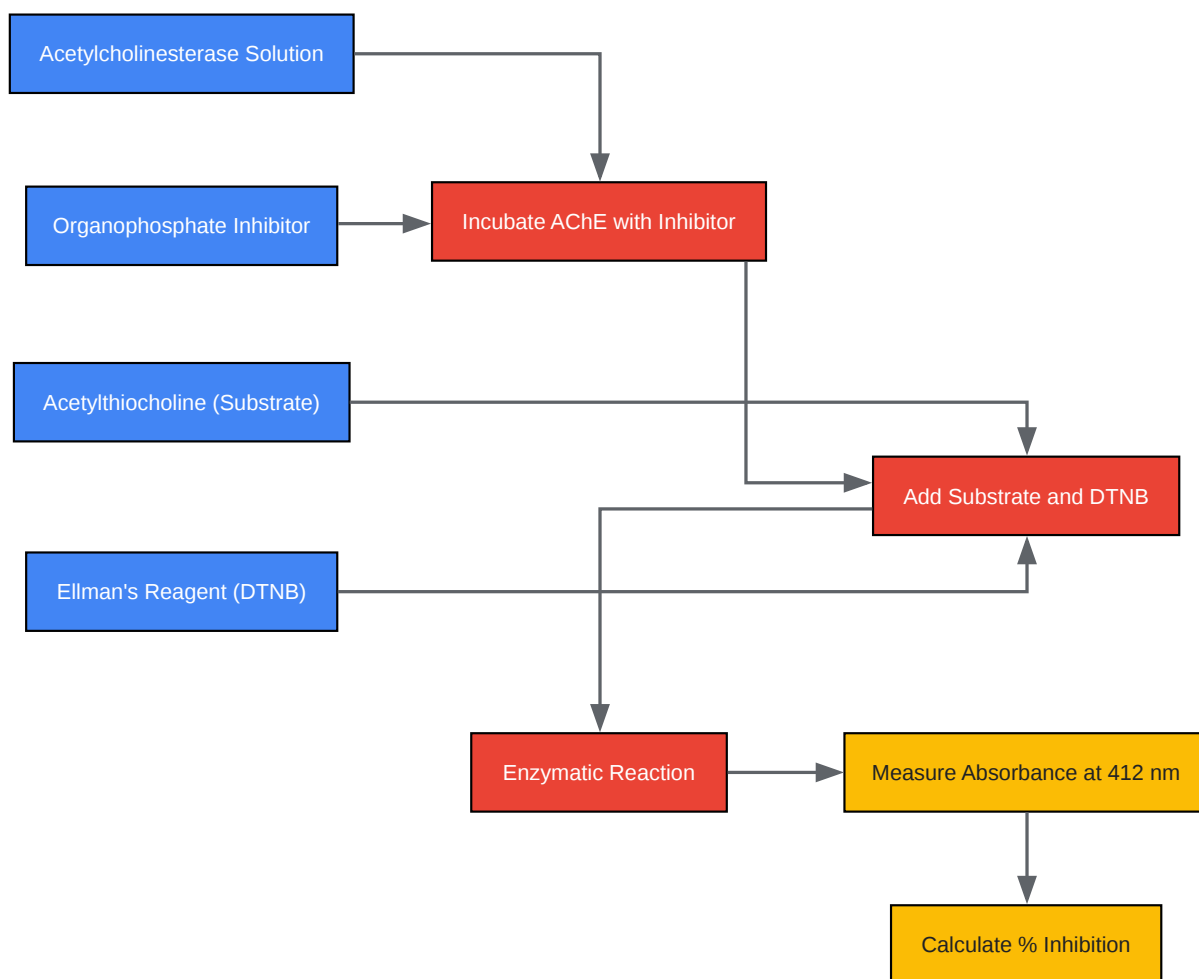 Acetylcholinesterase Solution
Organophosphate Inhibitor
Incubate AChE with Inhibitor
Acetylthiocholine (Substrate)
Add Substrate and DTNB
Ellman's Reagent (DTNB)
Enzymatic Reaction
Measure Absorbance at 412 nm
Calculate % Inhibition